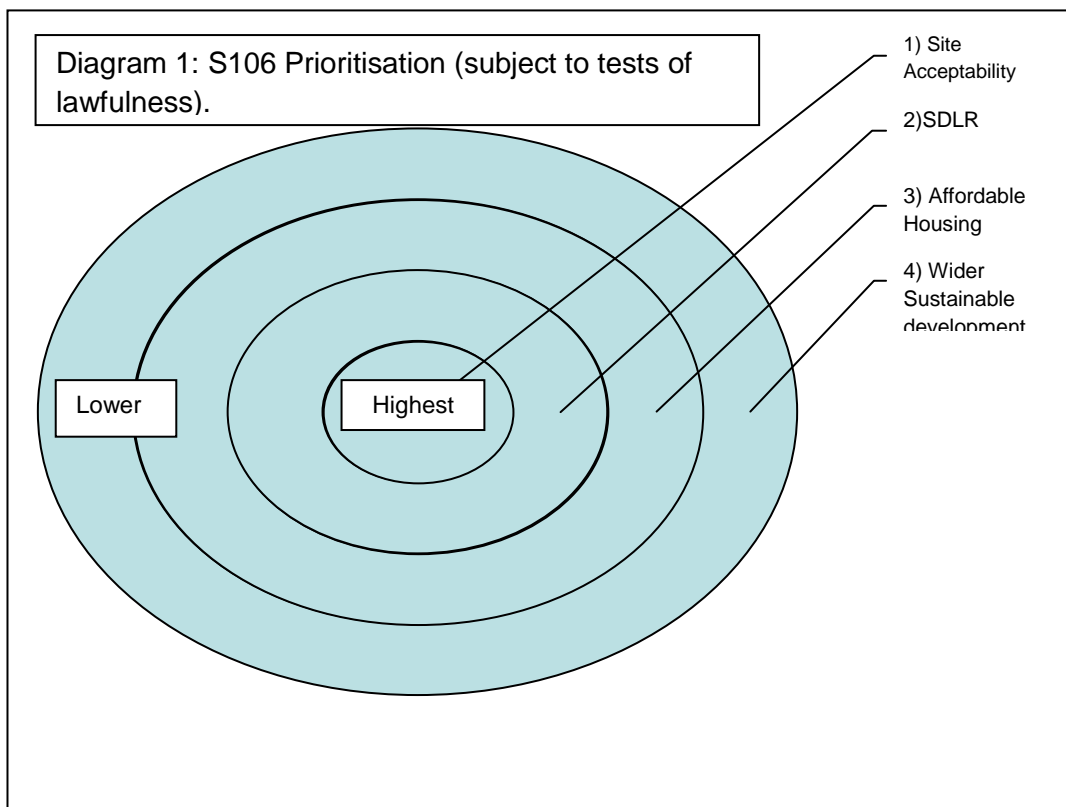 Diagram 1: S106 Prioritisation (subject to tests of
lawfulness).
1) Site
Acceptability
2)SDLR
3) Affordable
Housing
4) Wider
Sustainable
development
Lower
Highest